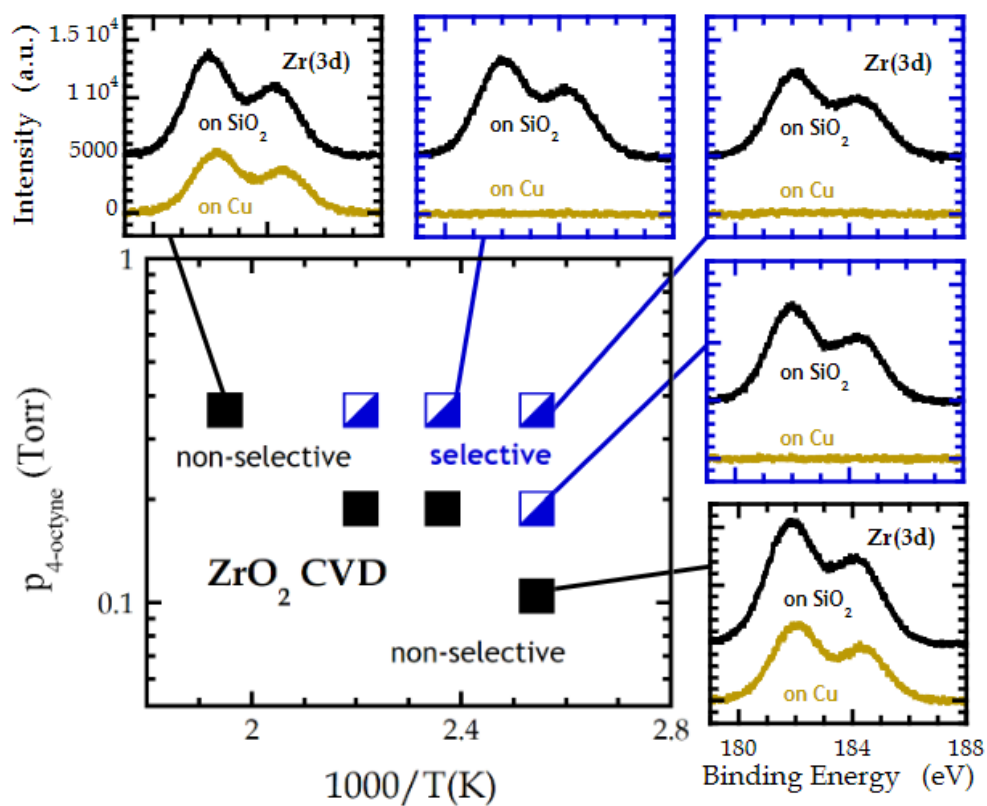 Intensity (a.u.)
1.5 10⁴
1 10⁴
5000
0
Zr(3d)
on SiO₂
on Cu
on SiO₂
on Cu
Zr(3d)
on SiO₂
on Cu
on SiO₂
on Cu
Zr(3d)
on SiO₂
on Cu
180 184 188
Binding Energy (eV)
p₄₋octyne (Torr)
1
0.1
non-selective
selective
ZrO₂ CVD
non-selective
2 2.4 2.8
1000/T(K)